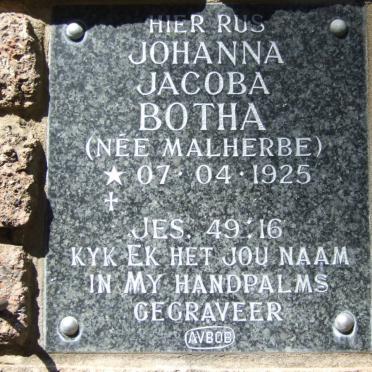 HIER RUS
JOHANNA
JACOBA
BOTHA
(NÉE MALHERBE)
★ 07·04·1925
✝
JES. 49:16
KYK EK HET JOU NAAM
IN MY HANDPALMS
GEGRAVEER
AVBOB